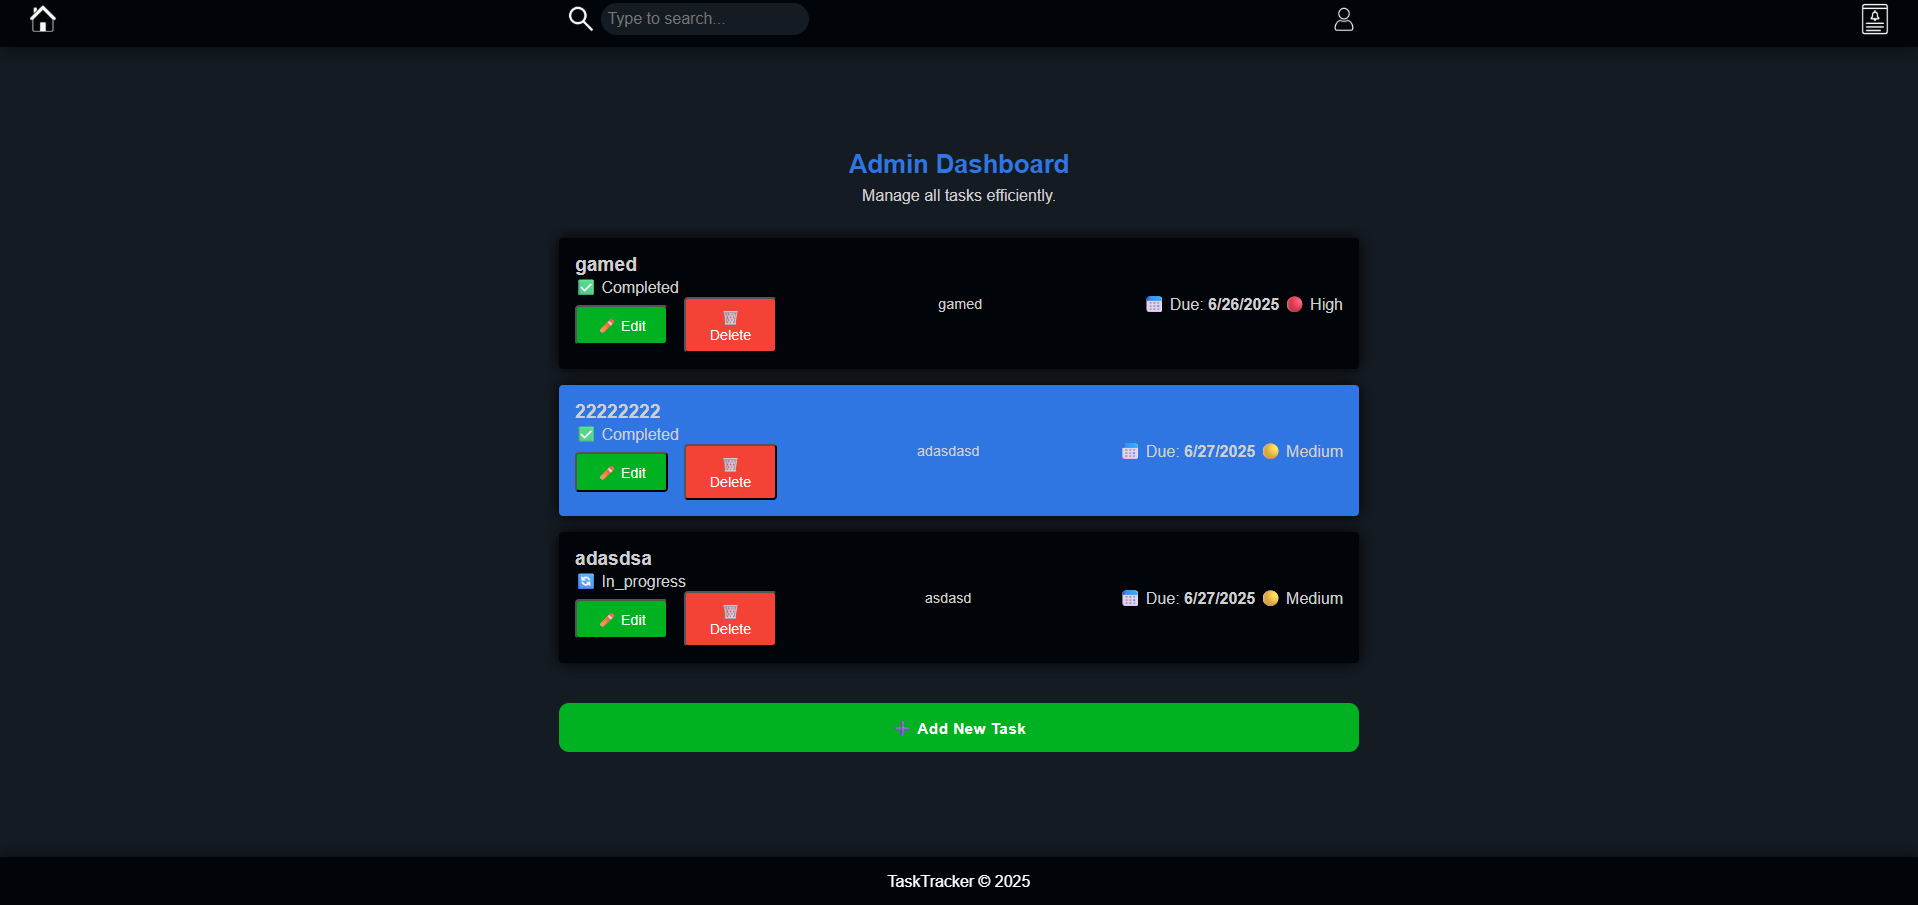 Type to search...
Admin Dashboard
Manage all tasks efficiently.
gamed
✅ Completed
Edit
Delete
gamed
Due: 6/26/2025 🔴 High
22222222
✅ Completed
Edit
Delete
adasdasd
Due: 6/27/2025 🟡 Medium
adasdsa
🔄 In_progress
Edit
Delete
asdasd
Due: 6/27/2025 🟡 Medium
➕ Add New Task
TaskTracker © 2025